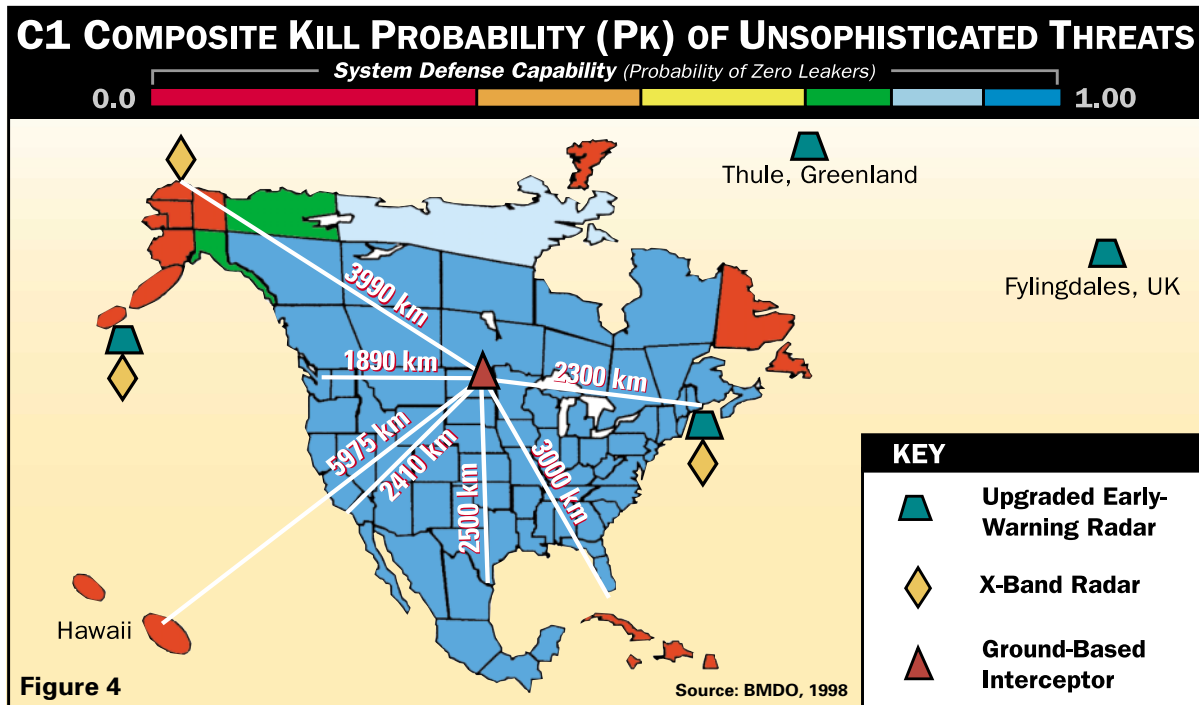 C1 COMPOSITE KILL PROBABILITY (PK) OF UNSOPHISTICATED THREATS
System Defense Capability (Probability of Zero Leakers)
0.0
1.00
Thule, Greenland
Fylingdales, UK
3990 km
1890 km
2300 km
5975 km
2410 km
2500 km
3000 km
Hawaii
KEY
Upgraded Early-
Warning Radar
X-Band Radar
Ground-Based
Interceptor
Figure 4
Source: BMDO, 1998